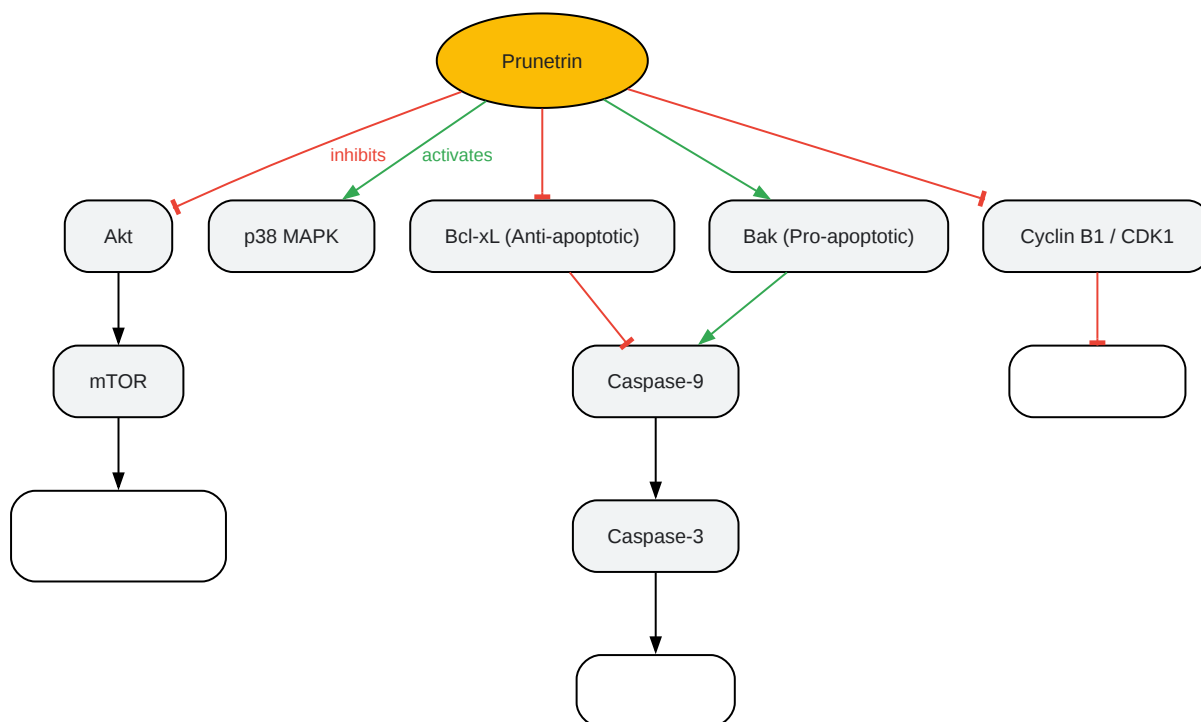 Prunetrin
inhibits
activates
Akt
p38 MAPK
Bcl-xL (Anti-apoptotic)
Bak (Pro-apoptotic)
Cyclin B1 / CDK1
mTOR
Caspase-9
Caspase-3